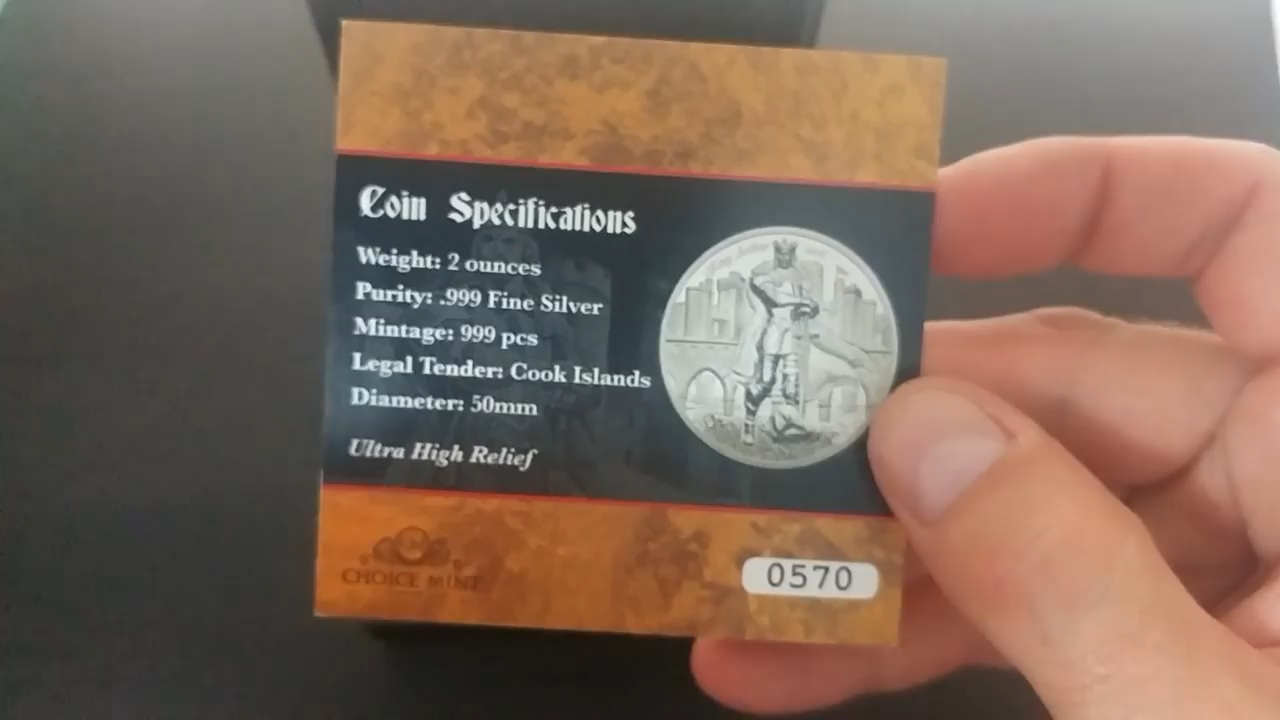 Coin Specifications
Weight: 2 ounces
Purity: .999 Fine Silver
Mintage: 999 pcs
Legal Tender: Cook Islands
Diameter: 50mm
Ultra High Relief
CHOICE MINT
0570